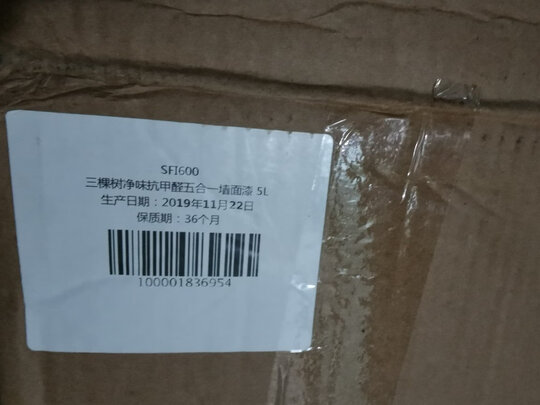 SFI600
三棵树净味抗甲醛五合一墙面漆 5L
生产日期：2019年11月22日
保质期：36个月
100001836954